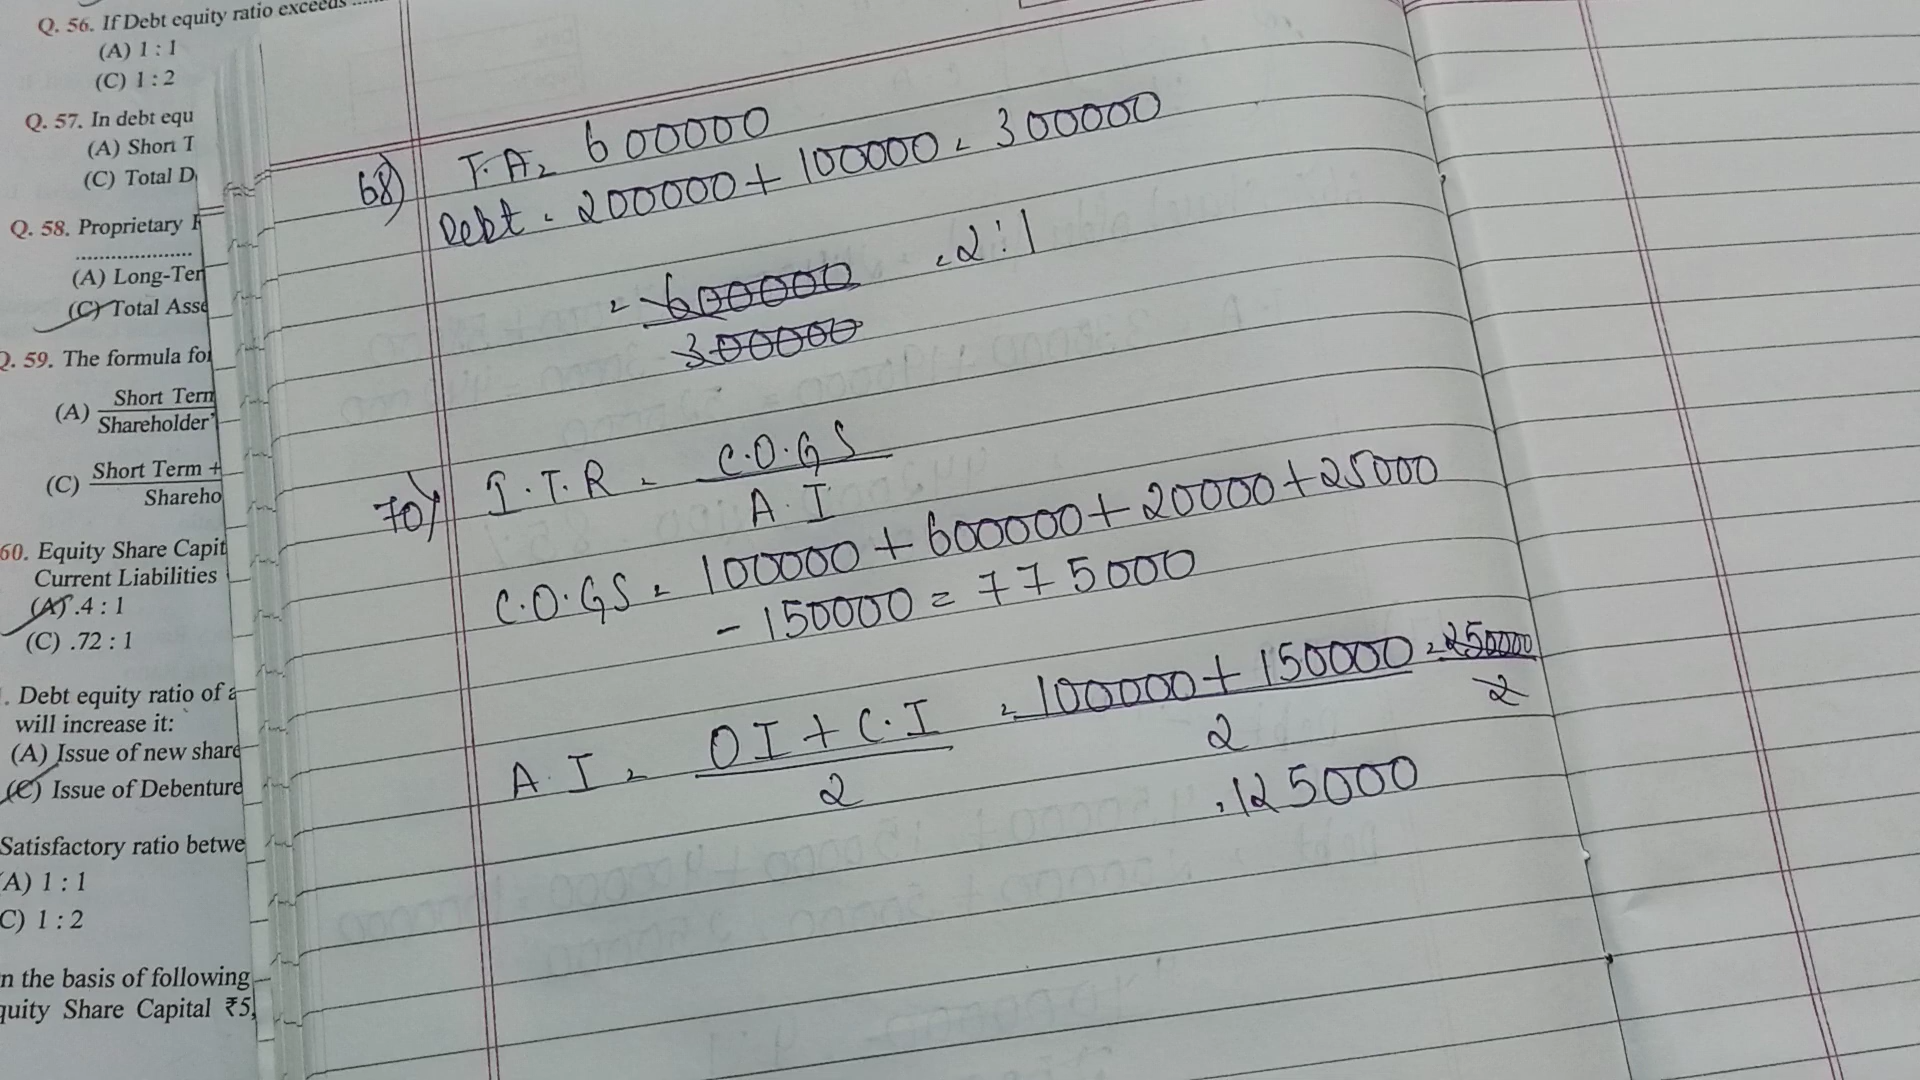 Q. 56. If Debt equity ratio exceeds
(A) 1 : 1
(C) 1 : 2
Q. 57. In debt equ
(A) Short T
(C) Total D
Q. 58. Proprietary
(A) Long-Ter
(C) Total Asse
Q. 59. The formula for
(A) Short Term
Shareholder'
(C) Short Term +
Shareho
60. Equity Share Capit
Current Liabilities
(A) .4 : 1
(C) .72 : 1
. Debt equity ratio of a
will increase it:
(A) Issue of new share
(C) Issue of Debenture
Satisfactory ratio betwe
A) 1 : 1
C) 1 : 2
n the basis of following
quity Share Capital ₹5,
68) T.A = 600000
Debt = 200000 + 100000 = 300000
= 600000 = 2:1
300000
70) I.T.R = C.O.G.S
A.I
C.O.G.S = 100000 + 600000 + 20000 + 25000
- 150000 = 775000
A.I = OI + C.I = 100000 + 150000 = 250000
2 2 2
= 125000